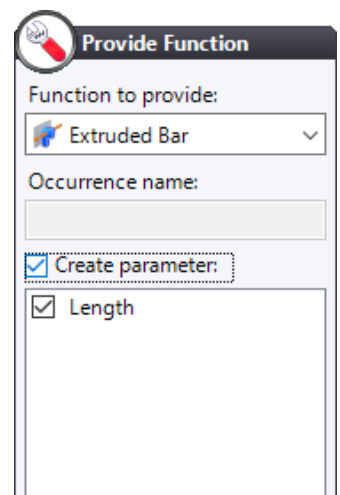 Provide Function
Function to provide:
Extruded Bar
Occurrence name:
Create parameter:
Length